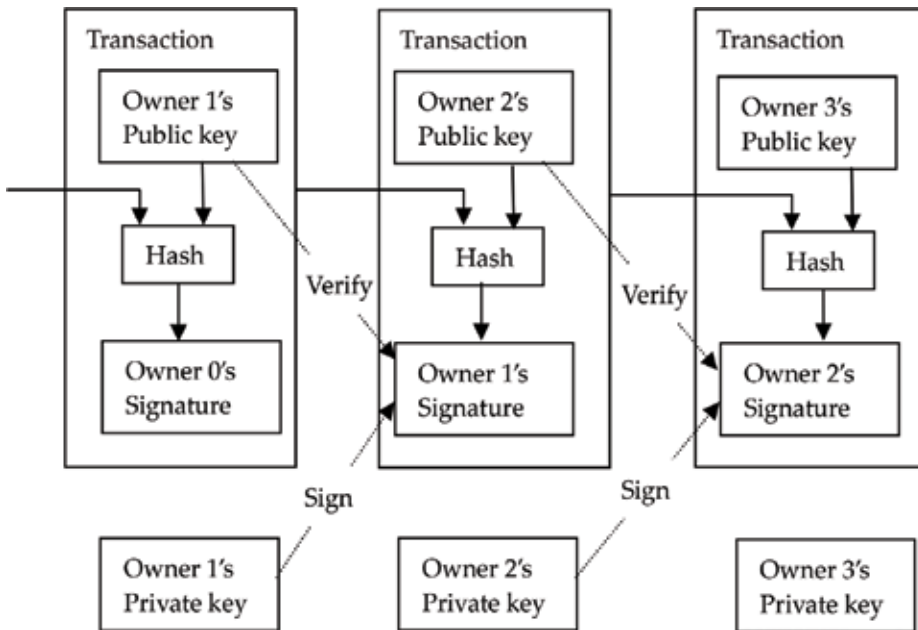 Transaction
Owner 1's
Public key
Hash
Owner 0's
Signature
Transaction
Owner 2's
Public key
Hash
Verify
Owner 1's
Signature
Transaction
Owner 3's
Public key
Hash
Verify
Owner 2's
Signature
Sign
Sign
Owner 1's
Private key
Owner 2's
Private key
Owner 3's
Private key